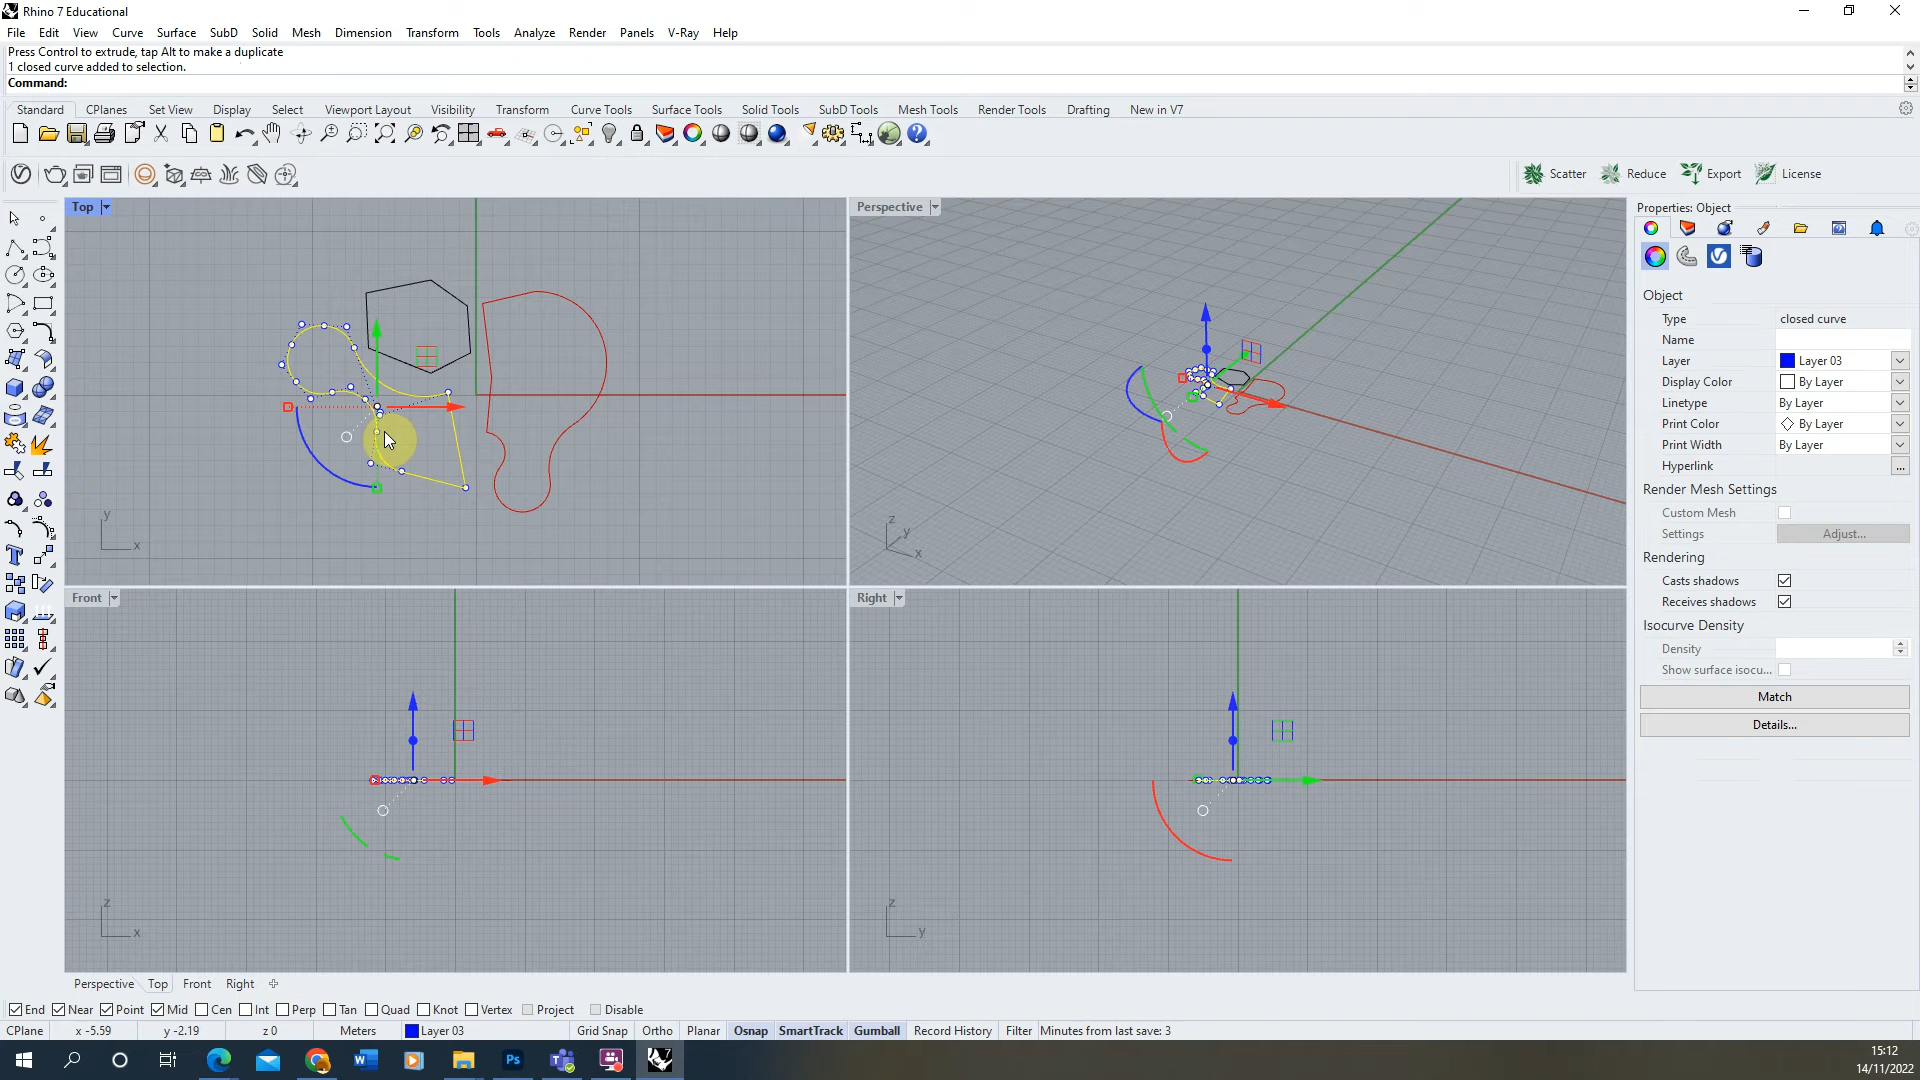 Rhino 7 Educational
File Edit View Curve Surface SubD Solid Mesh Dimension Transform Tools Analyze Render Panels V-Ray Help
Press Control to extrude, tap Alt to make a duplicate
1 closed curve added to selection.
Command:
Standard CPlanes Set View Display Select Viewport Layout Visibility Transform Curve Tools Surface Tools Solid Tools SubD Tools Mesh Tools Render Tools Drafting New in V7
Scatter Reduce Export License
Top Perspective
Properties: Object
Object
Type closed curve
Name
Layer Layer 03
Display Color By Layer
Linetype By Layer
Print Color By Layer
Print Width By Layer
Hyperlink ...
Render Mesh Settings
Custom Mesh
Settings Adjust...
Rendering
Casts shadows
Receives shadows
Isocurve Density
Density
Show surface isocu...
Match
Details...
y
x
z
y
x
Front Right
z
x
z
y
Perspective Top Front Right
End Near Point Mid Cen Int Perp Tan Quad Knot Vertex Project Disable
CPlane x -5.59 y -2.19 z 0 Meters Layer 03 Grid Snap Ortho Planar Osnap SmartTrack Gumball Record History Filter Minutes from last save: 3
15:12
14/11/2022